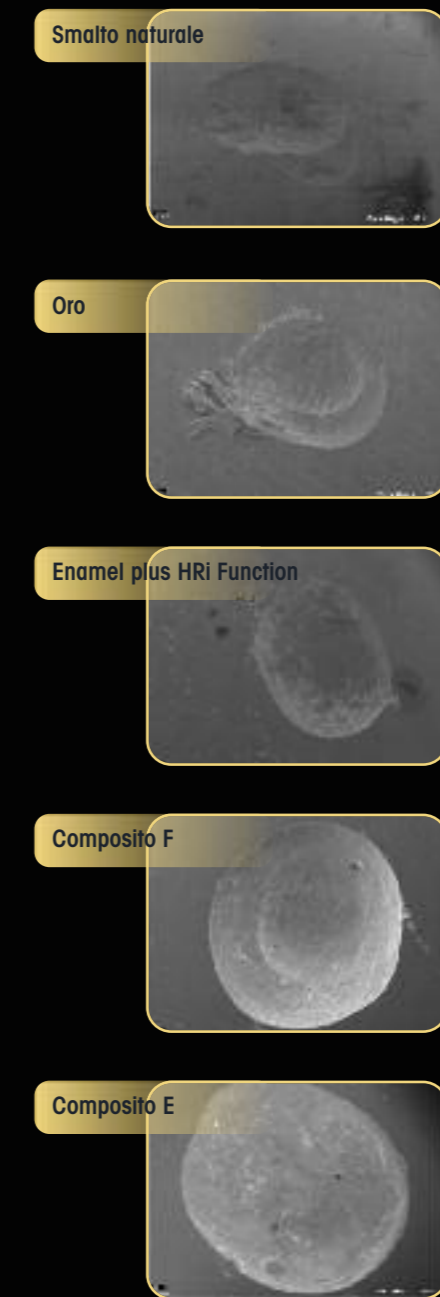 Smalto naturale
Oro
Enamel plus HRi Function
Composito F
Composito E